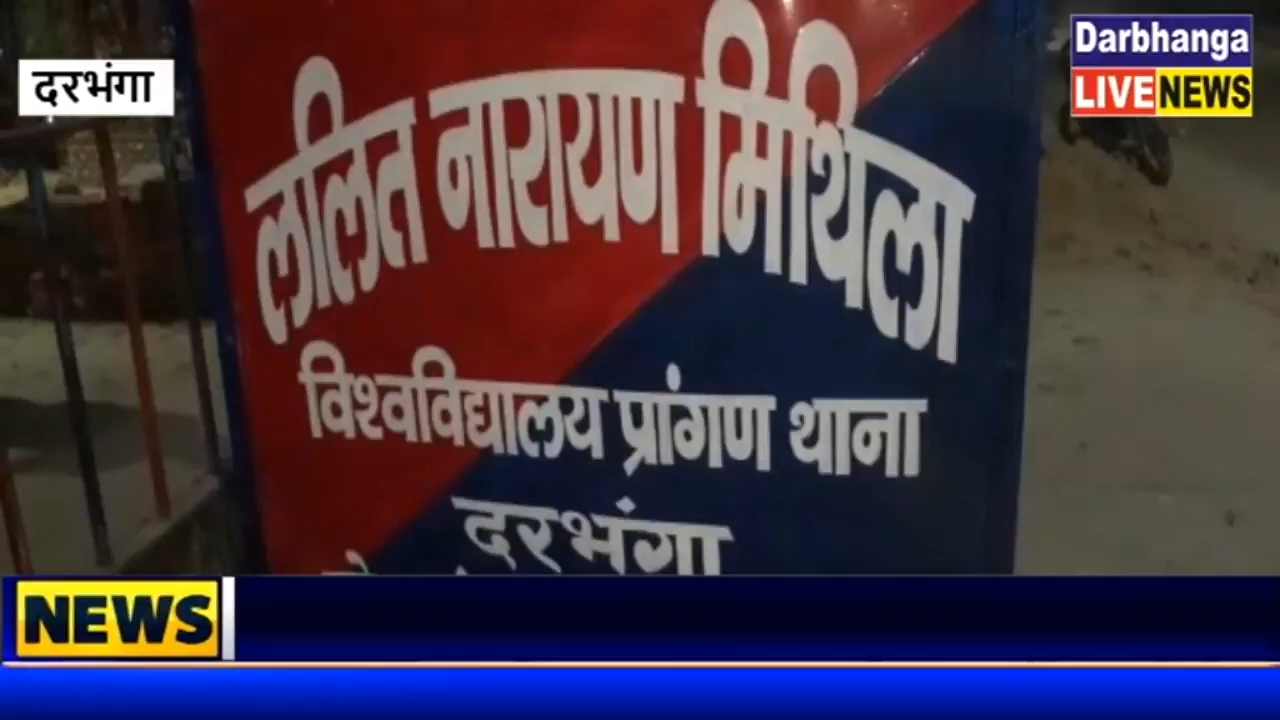 दरभंगा
Darbhanga
LIVE NEWS
ललित नारायण मिथिला
विश्वविद्यालय प्रांगण थाना
दरभंगा
NEWS